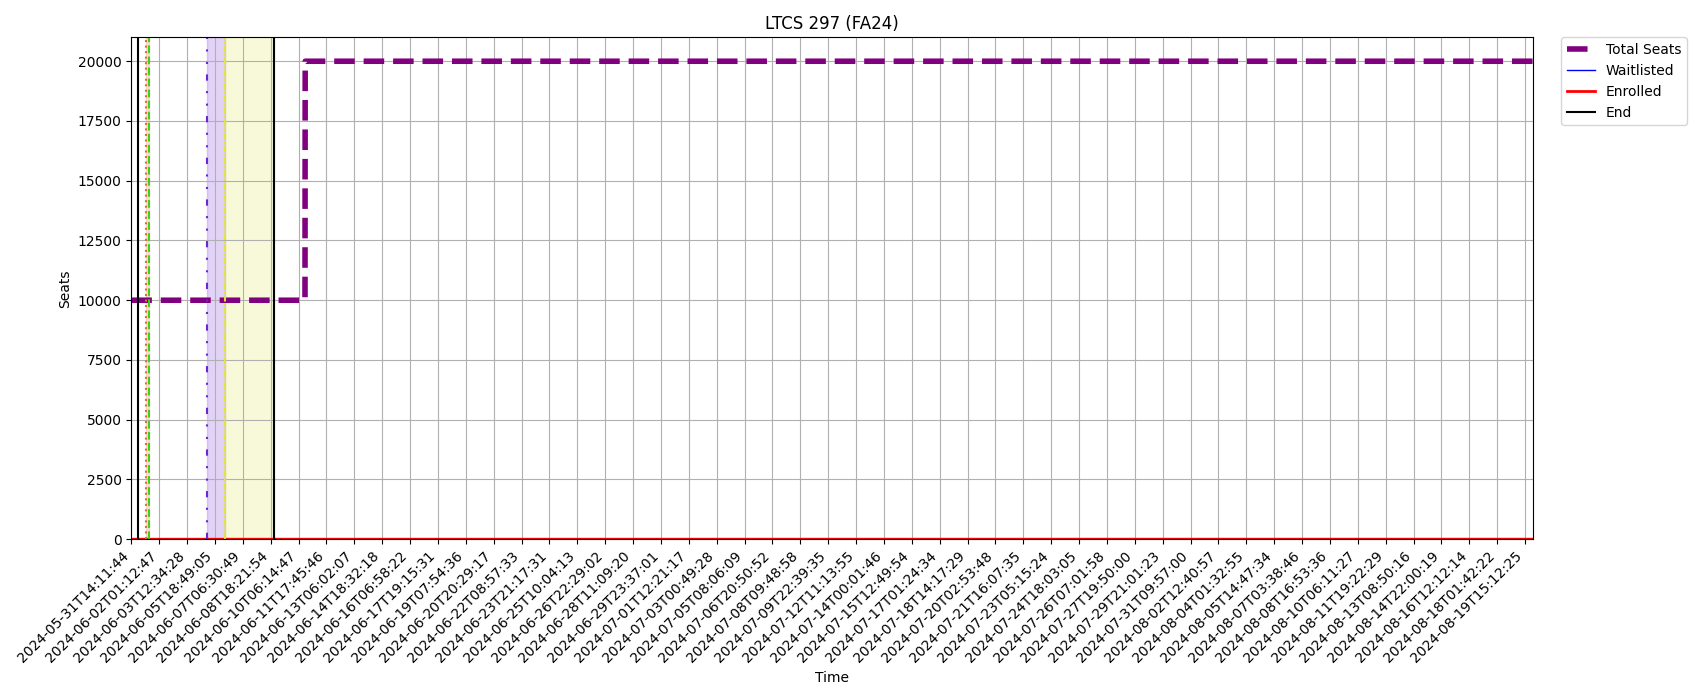 LTCS 297 (FA24)
Total Seats
Waitlisted
Enrolled
End
Seats
20000
17500
15000
12500
10000
7500
5000
2500
0
2024-05-31T14:11:44
2024-06-02T01:12:47
2024-06-03T12:34:28
2024-06-05T18:49:05
2024-06-07T06:30:49
2024-06-08T18:21:54
2024-06-10T06:14:47
2024-06-11T17:45:46
2024-06-13T06:02:07
2024-06-14T18:32:18
2024-06-16T06:58:22
2024-06-17T19:15:31
2024-06-19T07:54:36
2024-06-20T20:29:17
2024-06-22T08:57:33
2024-06-23T21:17:31
2024-06-25T10:04:13
2024-06-26T22:29:02
2024-06-28T11:09:20
2024-06-29T23:37:01
2024-07-01T12:21:17
2024-07-03T00:49:28
2024-07-05T08:06:09
2024-07-06T20:50:52
2024-07-08T09:48:58
2024-07-09T22:39:35
2024-07-12T11:13:55
2024-07-14T00:01:46
2024-07-15T12:49:54
2024-07-17T01:24:34
2024-07-18T14:17:29
2024-07-20T02:53:48
2024-07-21T16:07:35
2024-07-23T05:15:24
2024-07-24T18:03:05
2024-07-26T07:01:58
2024-07-27T19:50:00
2024-07-29T21:01:23
2024-07-31T09:57:00
2024-08-02T12:40:57
2024-08-04T01:32:55
2024-08-05T14:47:34
2024-08-07T03:38:46
2024-08-08T16:53:36
2024-08-10T06:11:27
2024-08-11T19:22:29
2024-08-13T08:50:16
2024-08-14T22:00:19
2024-08-16T12:12:14
2024-08-18T01:42:22
2024-08-19T15:12:25
Time